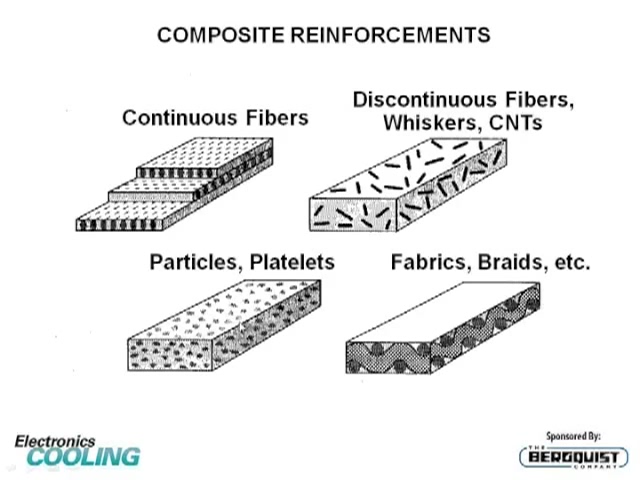 COMPOSITE REINFORCEMENTS
Continuous Fibers
Discontinuous Fibers,
Whiskers, CNTs
Particles, Platelets
Fabrics, Braids, etc.
Electronics
COOLING
Sponsored By:
THE
BERGQUIST
COMPANY